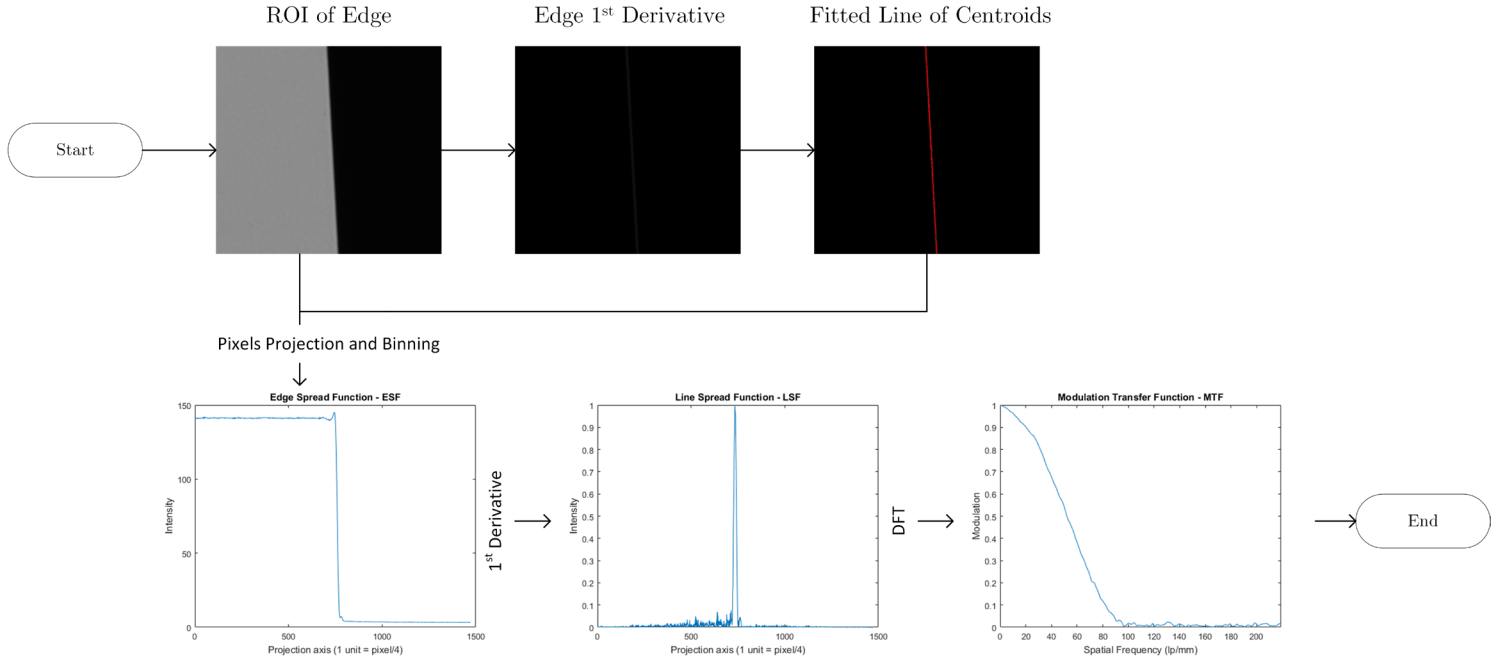 ROI of Edge
Edge 1st Derivative
Fitted Line of Centroids
Start
Pixels Projection and Binning
Edge Spread Function - ESF
150
100
50
0
Intensity
0 500 1000 1500
Projection axis (1 unit = pixel/4)
1st Derivative
Line Spread Function - LSF
1
0.9
0.8
0.7
0.6
0.5
0.4
0.3
0.2
0.1
0
Intensity
0 500 1000 1500
Projection axis (1 unit = pixel/4)
DFT
Modulation Transfer Function - MTF
1
0.9
0.8
0.7
0.6
0.5
0.4
0.3
0.2
0.1
0
Modulation
0 20 40 60 80 100 120 140 160 180 200
Spatial Frequency (lp/mm)
End